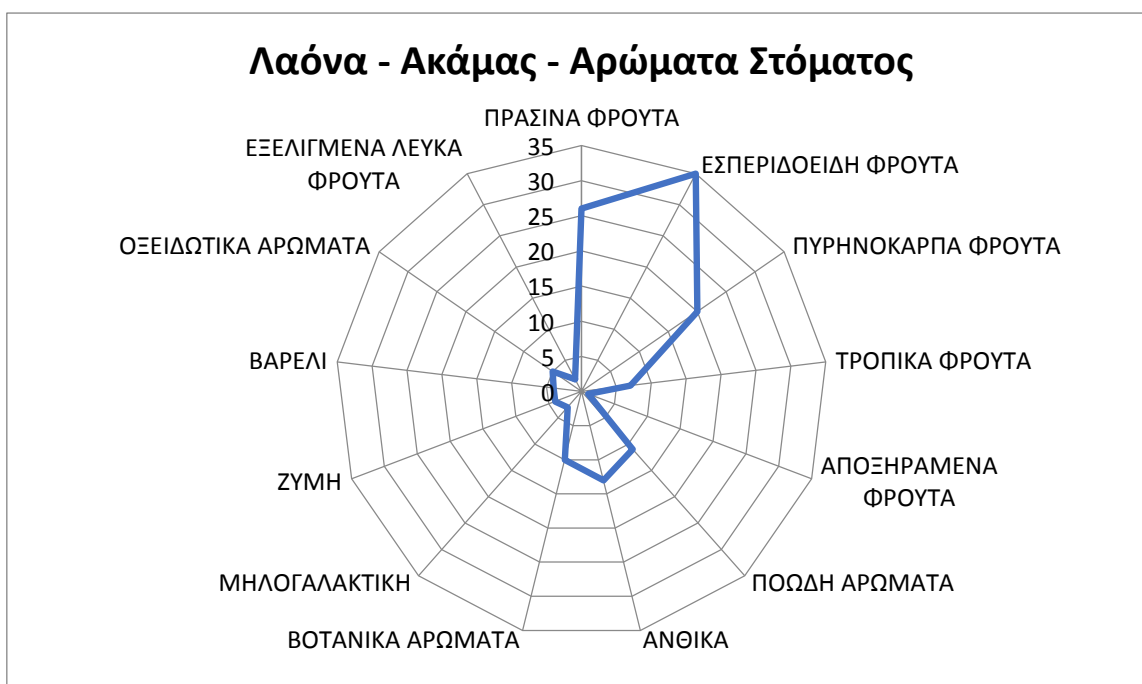 Λαόνα - Ακάμας - Αρώματα Στόματος
ΠΡΑΣΙΝΑ ΦΡΟΥΤΑ
ΕΣΠΕΡΙΔΟΕΙΔΗ ΦΡΟΥΤΑ
ΠΥΡΗΝΟΚΑΡΠΑ ΦΡΟΥΤΑ
ΤΡΟΠΙΚΑ ΦΡΟΥΤΑ
ΑΠΟΞΗΡΑΜΕΝΑ
ΦΡΟΥΤΑ
ΠΟΩΔΗ ΑΡΩΜΑΤΑ
ΑΝΘΙΚΑ
ΒΟΤΑΝΙΚΑ ΑΡΩΜΑΤΑ
ΜΗΛΟΓΑΛΑΚΤΙΚΗ
ΖΥΜΗ
ΒΑΡΕΛΙ
ΟΞΕΙΔΩΤΙΚΑ ΑΡΩΜΑΤΑ
ΕΞΕΛΙΓΜΕΝΑ ΛΕΥΚΑ
ΦΡΟΥΤΑ
35
30
25
20
15
10
5
0